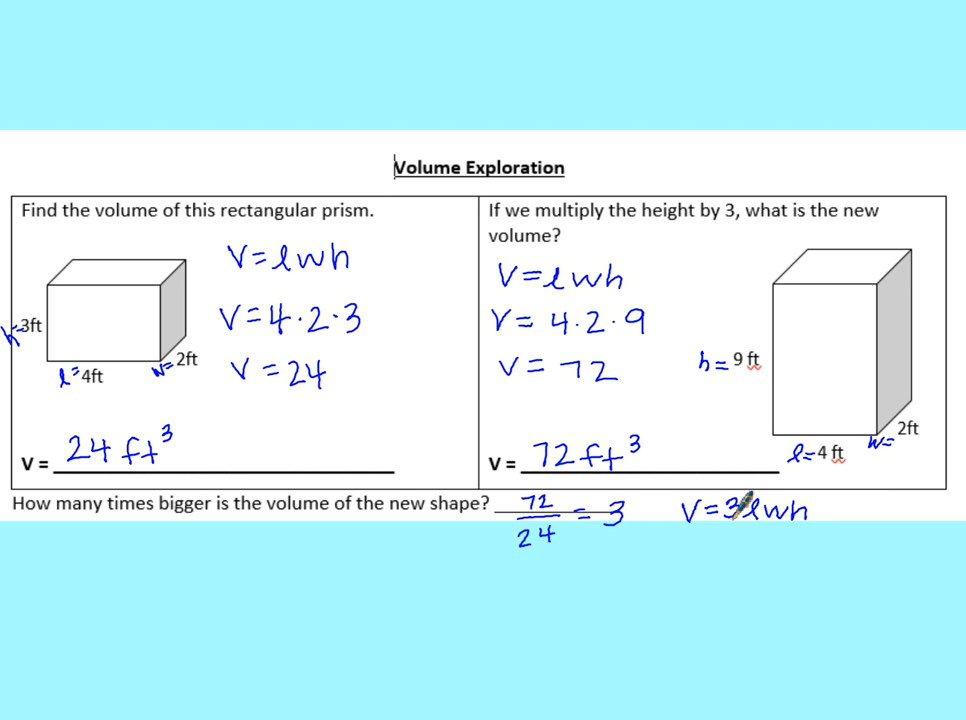 Volume Exploration
Find the volume of this rectangular prism.
V = lwh
h= 3ft
V = 4·2·3
w= 2ft
l= 4ft
V = 24
V = 24 ft³
If we multiply the height by 3, what is the new
volume?
V = lwh
V = 4·2·9
V = 72
h = 9 ft
2ft
w=
l= 4 ft
V = 72 ft³
How many times bigger is the volume of the new shape? 72/24 = 3 V = 3lwh